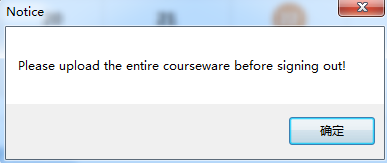 Notice
Please upload the entire courseware before signing out!
确定